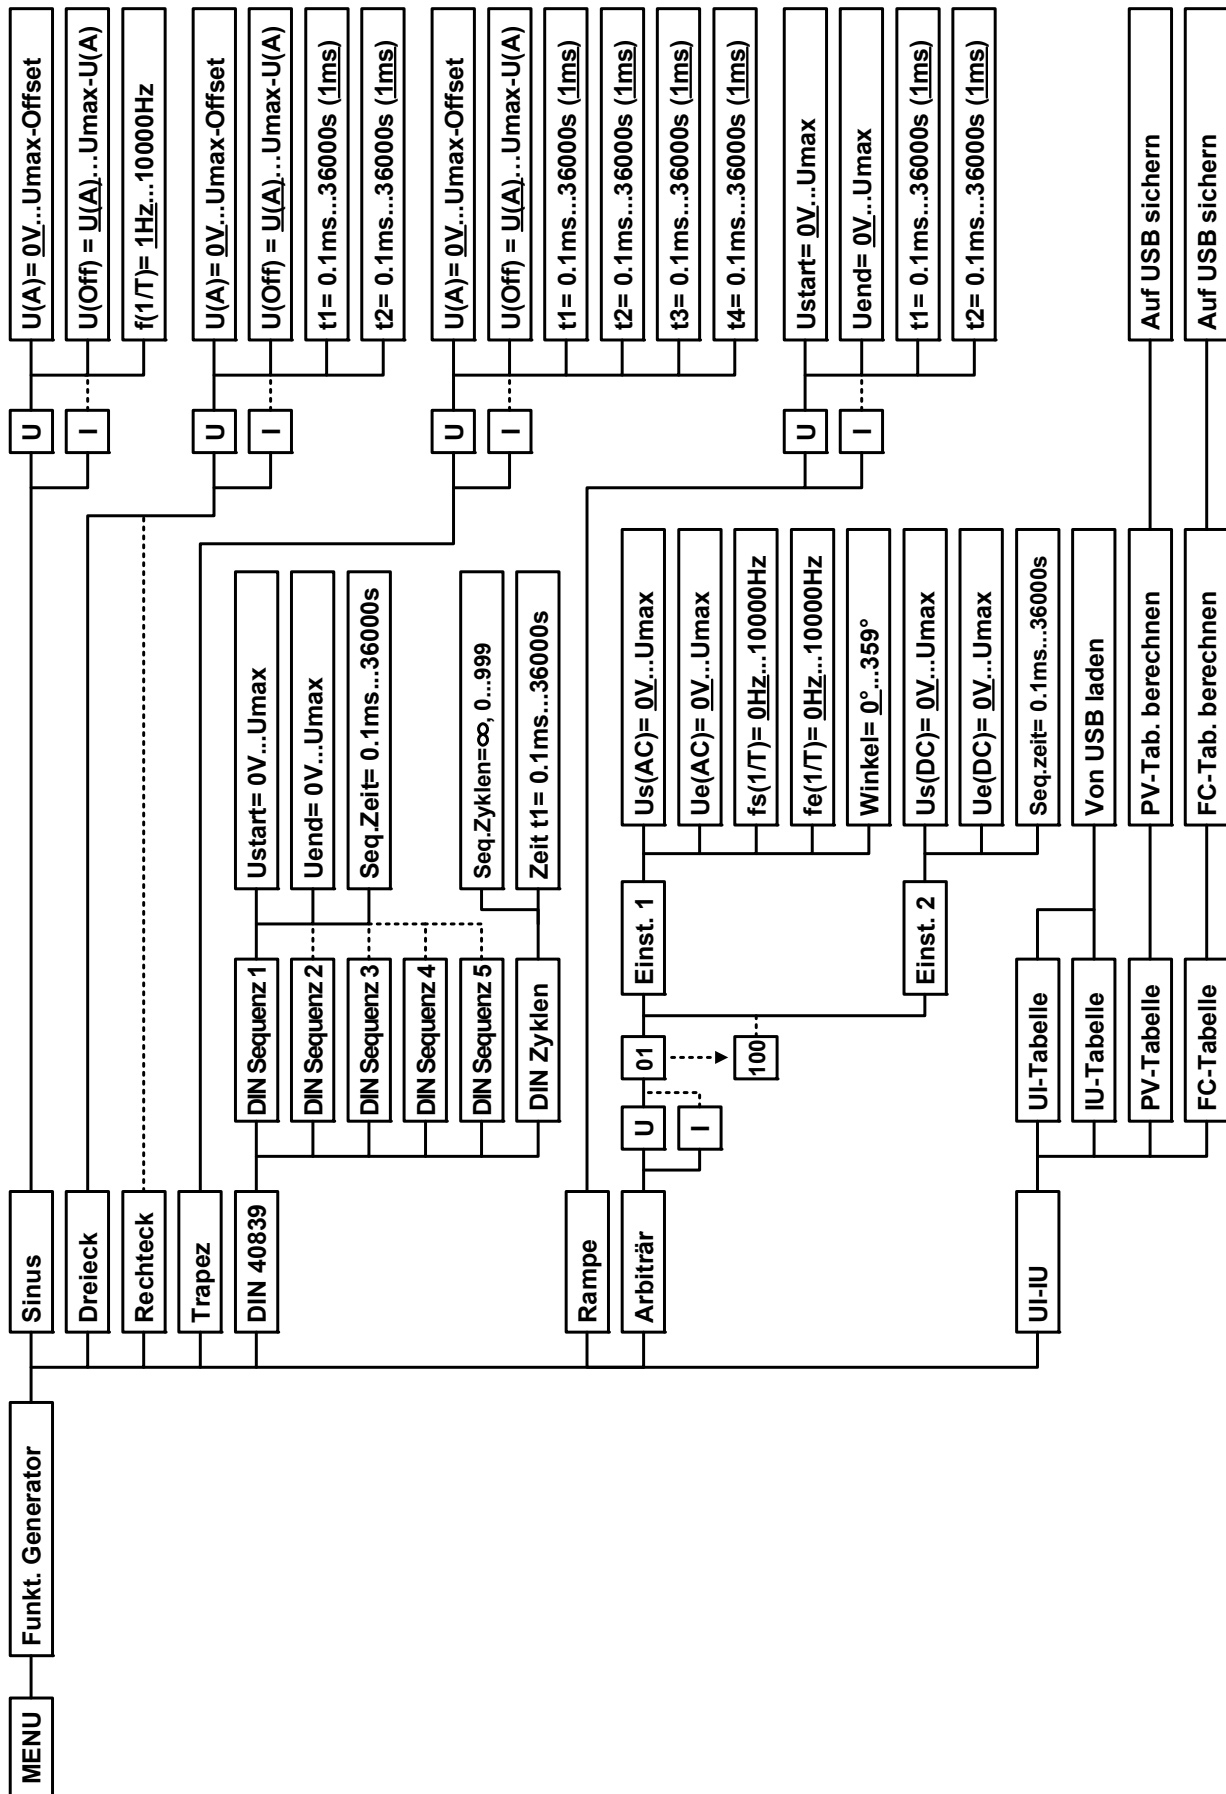 MENU
Funkt. Generator
Sinus
U
I
U(A)= 0V...Umax-Offset
U(Off) = U(A)...Umax-U(A)
f(1/T)= 1Hz...10000Hz
Dreieck
Rechteck
U
I
U(A)= 0V...Umax-Offset
U(Off) = U(A)...Umax-U(A)
t1= 0.1ms...36000s (1ms)
t2= 0.1ms...36000s (1ms)
Trapez
U
I
U(A)= 0V...Umax-Offset
U(Off) = U(A)...Umax-U(A)
t1= 0.1ms...36000s (1ms)
t2= 0.1ms...36000s (1ms)
t3= 0.1ms...36000s (1ms)
t4= 0.1ms...36000s (1ms)
DIN 40839
DIN Sequenz 1
DIN Sequenz 2
DIN Sequenz 3
DIN Sequenz 4
DIN Sequenz 5
DIN Zyklen
Ustart= 0V...Umax
Uend= 0V...Umax
Seq.Zeit= 0.1ms...36000s
Seq.Zyklen=∞, 0...999
Zeit t1= 0.1ms...36000s
Rampe
U
I
Ustart= 0V...Umax
Uend= 0V...Umax
t1= 0.1ms...36000s (1ms)
t2= 0.1ms...36000s (1ms)
Arbiträr
U
I
01
100
Einst. 1
Us(AC)= 0V...Umax
Ue(AC)= 0V...Umax
fs(1/T)= 0Hz...10000Hz
fe(1/T)= 0Hz...10000Hz
Winkel= 0°...359°
Einst. 2
Us(DC)= 0V...Umax
Ue(DC)= 0V...Umax
Seq.zeit= 0.1ms...36000s
UI-IU
UI-Tabelle
IU-Tabelle
Von USB laden
PV-Tabelle
PV-Tab. berechnen
Auf USB sichern
FC-Tabelle
FC-Tab. berechnen
Auf USB sichern